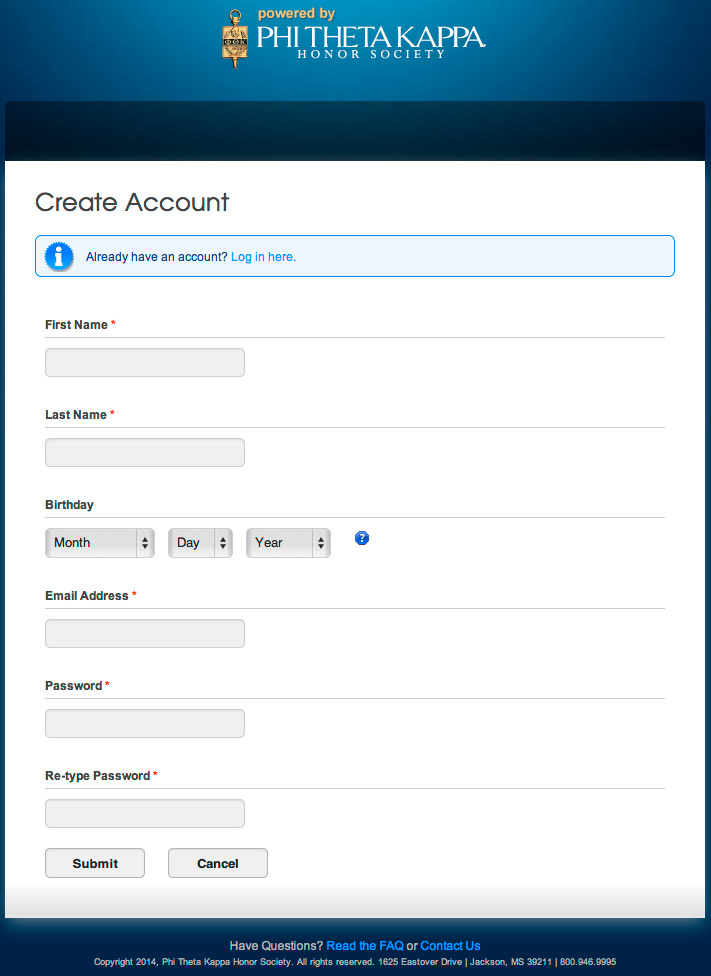 powered by
PHI THETA KAPPA
HONOR SOCIETY
Create Account
Already have an account? Log in here.
First Name *
Last Name *
Birthday
Month Day Year ?
Email Address *
Password *
Re-type Password *
Submit Cancel
Have Questions? Read the FAQ or Contact Us
Copyright 2014, Phi Theta Kappa Honor Society. All rights reserved. 1625 Eastover Drive | Jackson, MS 39211 | 800.946.9995